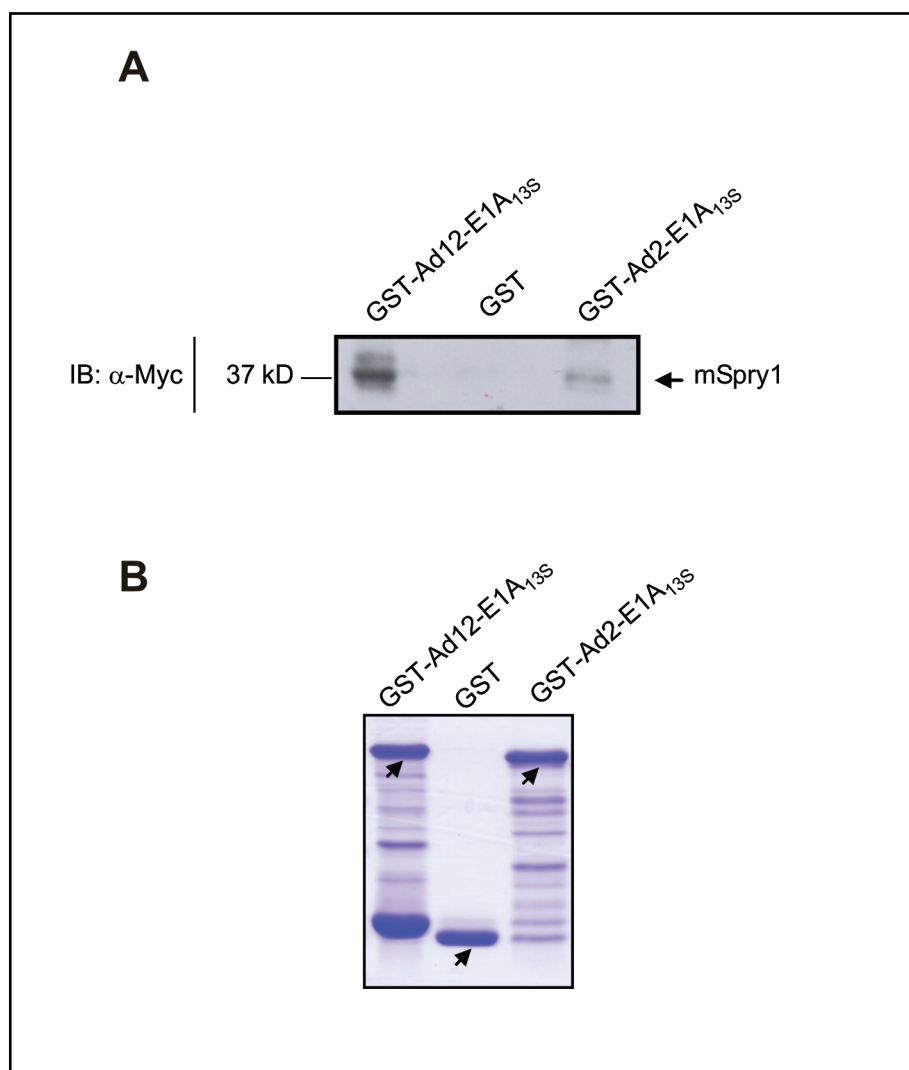 A
GST-Ad12-E1A13S
GST
GST-Ad2-E1A13S
IB: α-Myc
37 kD
mSpry1
B
GST-Ad12-E1A13S
GST
GST-Ad2-E1A13S